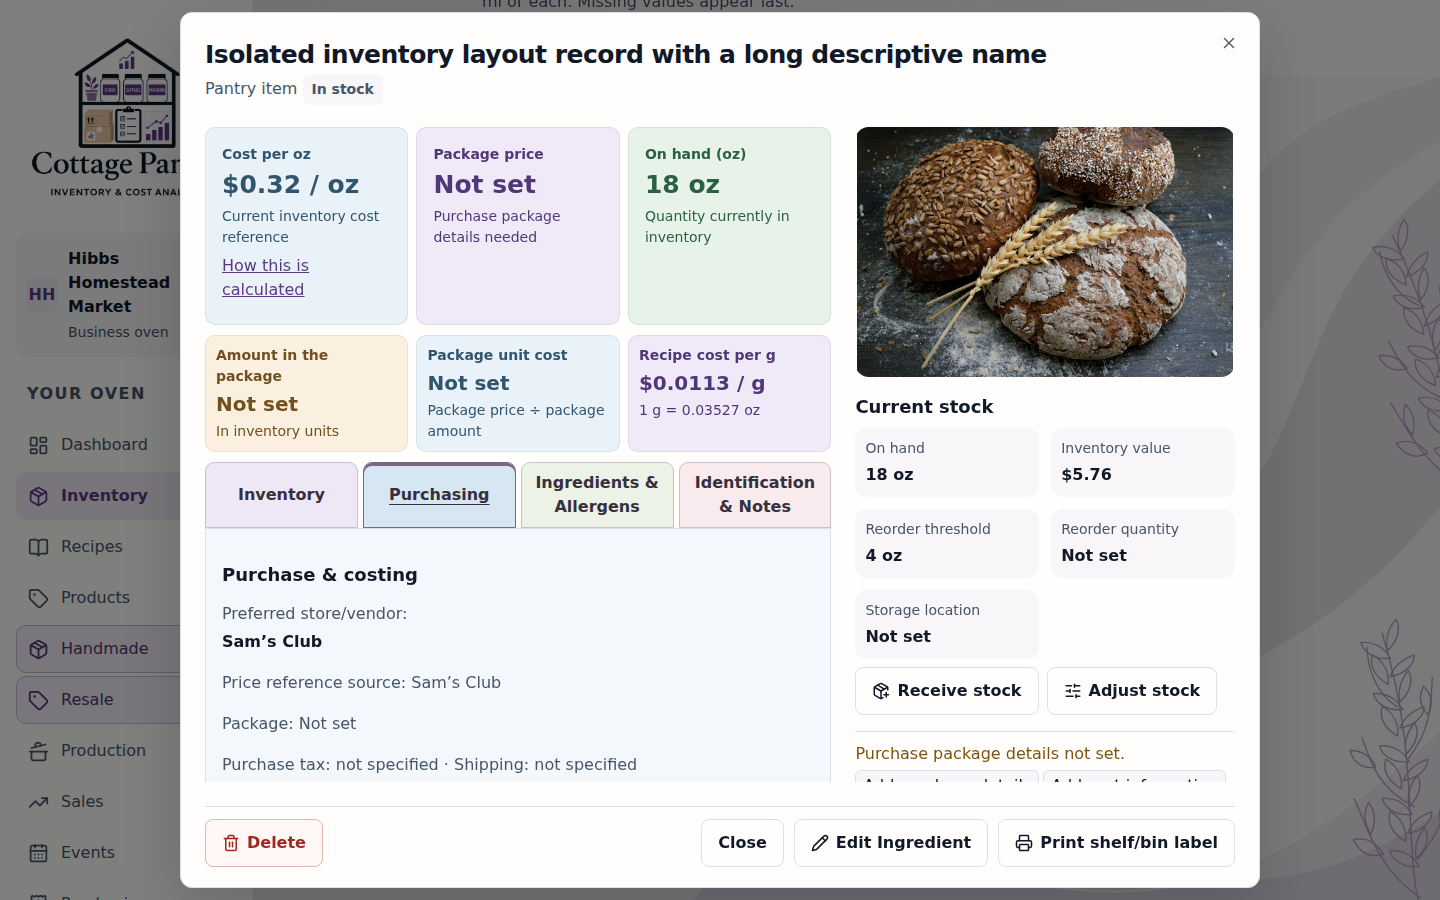 ml or each. Missing values appear last.
Isolated inventory layout record with a long descriptive name
Pantry item In stock
Cost per oz
$0.32 / oz
Current inventory cost
reference
How this is
calculated
Package price
Not set
Purchase package
details needed
On hand (oz)
18 oz
Quantity currently in
inventory
Amount in the
package
Not set
In inventory units
Package unit cost
Not set
Package price ÷ package
amount
Recipe cost per g
$0.0113 / g
1 g = 0.03527 oz
Inventory
Purchasing
Ingredients &
Allergens
Identification
& Notes
Purchase & costing
Preferred store/vendor:
Sam’s Club
Price reference source: Sam’s Club
Package: Not set
Purchase tax: not specified · Shipping: not specified
Current stock
On hand
18 oz
Inventory value
$5.76
Reorder threshold
4 oz
Reorder quantity
Not set
Storage location
Not set
Receive stock
Adjust stock
Purchase package details not set.
Delete
Close
Edit Ingredient
Print shelf/bin label
Cottage Pan
INVENTORY & COST ANAL
HH
Hibbs
Homestead
Market
Business oven
YOUR OVEN
Dashboard
Inventory
Recipes
Products
Handmade
Resale
Production
Sales
Events